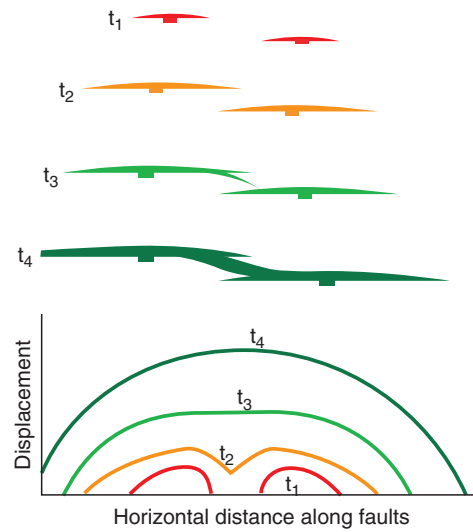 t1
t2
t3
t4
t4
t3
t2
t1
Displacement
Horizontal distance along faults